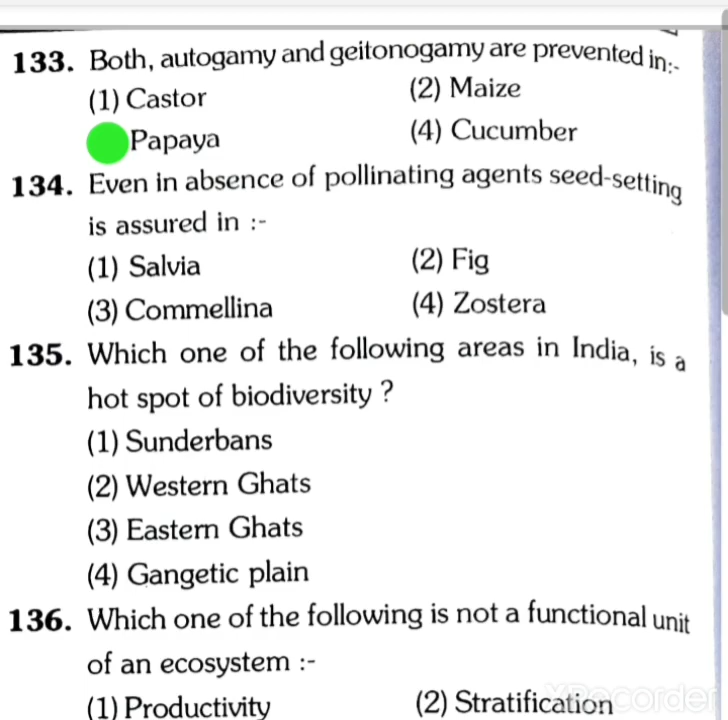 133. Both, autogamy and geitonogamy are prevented in:-
(1) Castor (2) Maize
Papaya (4) Cucumber
134. Even in absence of pollinating agents seed-setting
is assured in :-
(1) Salvia (2) Fig
(3) Commellina (4) Zostera
135. Which one of the following areas in India, is a
hot spot of biodiversity ?
(1) Sunderbans
(2) Western Ghats
(3) Eastern Ghats
(4) Gangetic plain
136. Which one of the following is not a functional unit
of an ecosystem :-
(1) Productivity (2) Stratification
XRecorder